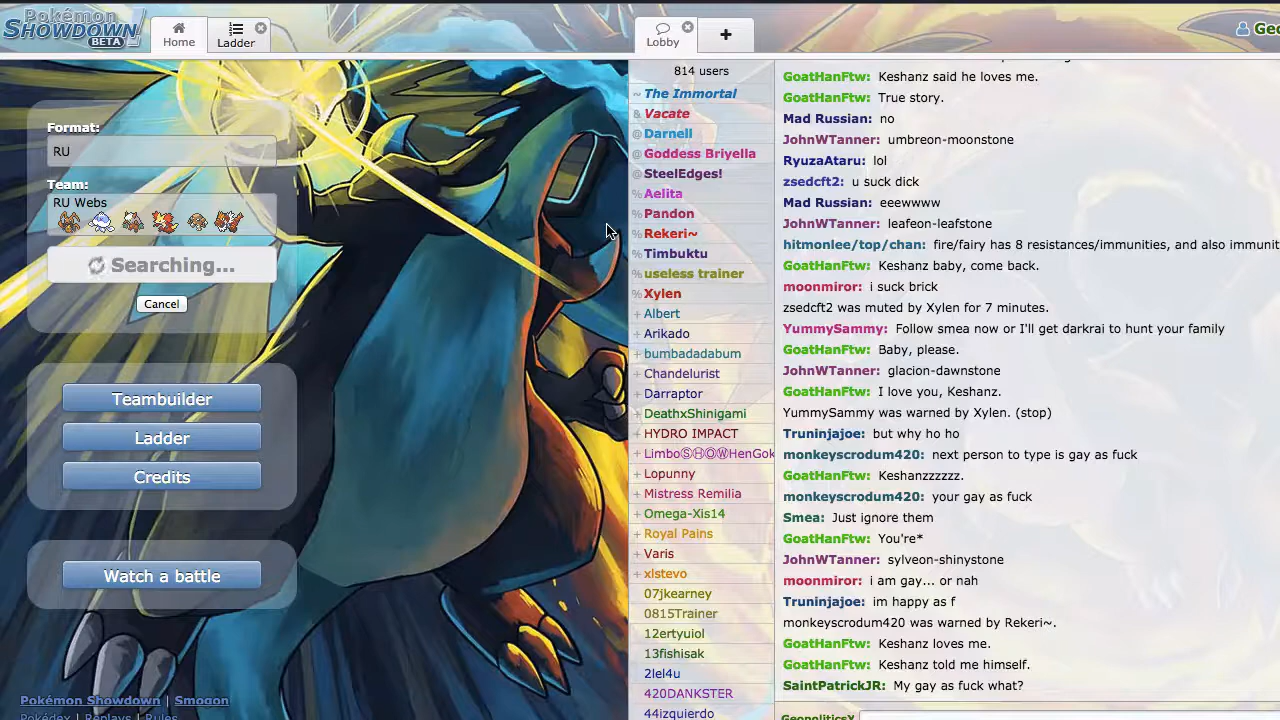 Pokémon
SHOWDOWN
BETA
Home
Ladder
Lobby
+
Geo
Format:
RU
Team:
RU Webs
Searching...
Cancel
Teambuilder
Ladder
Credits
Watch a battle
Pokémon Showdown | Smogon
Pokédex | Replays | Rules
814 users
~ The Immortal
& Vacate
@ Darnell
@ Goddess Briyella
@ SteelEdges!
% Aelita
% Pandon
% Rekeri~
% Timbuktu
% useless trainer
% Xylen
+ Albert
+ Arikado
+ bumbadadabum
+ Chandelurist
+ Darraptor
+ DeathxShinigami
+ HYDRO IMPACT
+ LimboⓈⒽⓄⓌHenGok
+ Lopunny
+ Mistress Remilia
+ Omega-Xis14
+ Royal Pains
+ Varis
+ xlstevo
07jkearney
0815Trainer
12ertyuiol
13fishisak
2lel4u
420DANKSTER
44izquierdo
GoatHanFtw: Keshanz said he loves me.
GoatHanFtw: True story.
Mad Russian: no
JohnWTanner: umbreon-moonstone
RyuzaAtaru: lol
zsedcft2: u suck dick
Mad Russian: eeewwww
JohnWTanner: leafeon-leafstone
hitmonlee/top/chan: fire/fairy has 8 resistances/immunities, and also immunit
GoatHanFtw: Keshanz baby, come back.
moonmiror: i suck brick
zsedcft2 was muted by Xylen for 7 minutes.
YummySammy: Follow smea now or I'll get darkrai to hunt your family
GoatHanFtw: Baby, please.
JohnWTanner: glacion-dawnstone
GoatHanFtw: I love you, Keshanz.
YummySammy was warned by Xylen. (stop)
Truninjajoe: but why ho ho
monkeyscrodum420: next person to type is gay as fuck
GoatHanFtw: Keshanzzzzzz.
monkeyscrodum420: your gay as fuck
Smea: Just ignore them
GoatHanFtw: You're*
JohnWTanner: sylveon-shinystone
moonmiror: i am gay... or nah
Truninjajoe: im happy as f
monkeyscrodum420 was warned by Rekeri~.
GoatHanFtw: Keshanz loves me.
GoatHanFtw: Keshanz told me himself.
SaintPatrickJR: My gay as fuck what?
GeopoliticsY